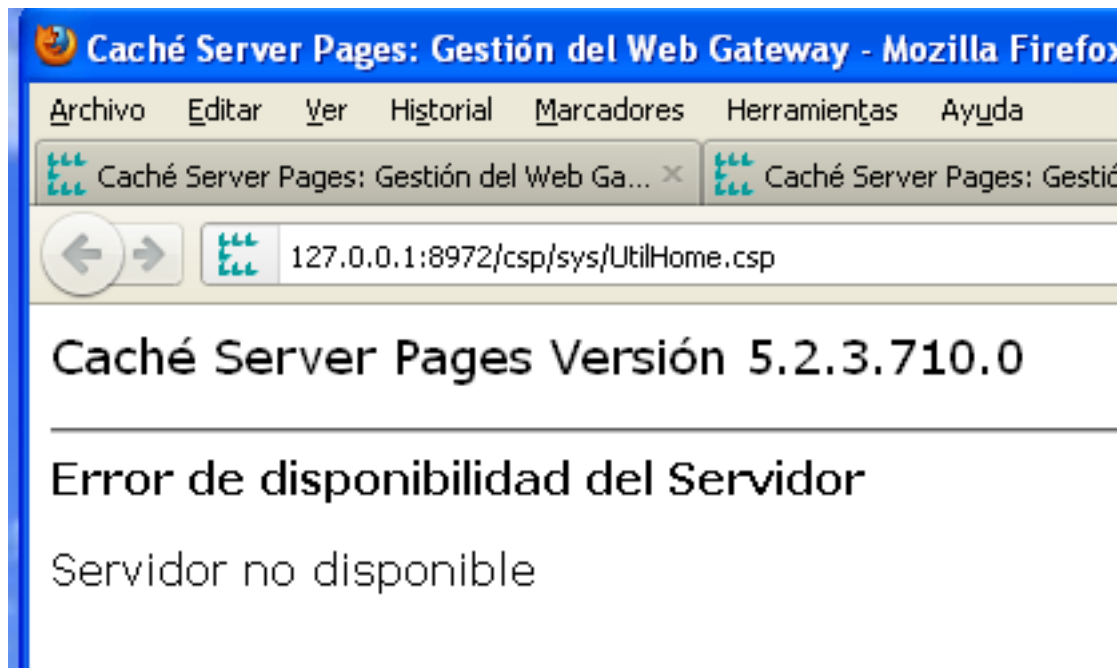 Caché Server Pages: Gestión del Web Gateway - Mozilla Firefox
Archivo Editar Ver Historial Marcadores Herramientas Ayuda
Caché Server Pages: Gestión del Web Ga... Caché Server Pages: Gestió
127.0.0.1:8972/csp/sys/UtilHome.csp
Caché Server Pages Versión 5.2.3.710.0
Error de disponibilidad del Servidor
Servidor no disponible